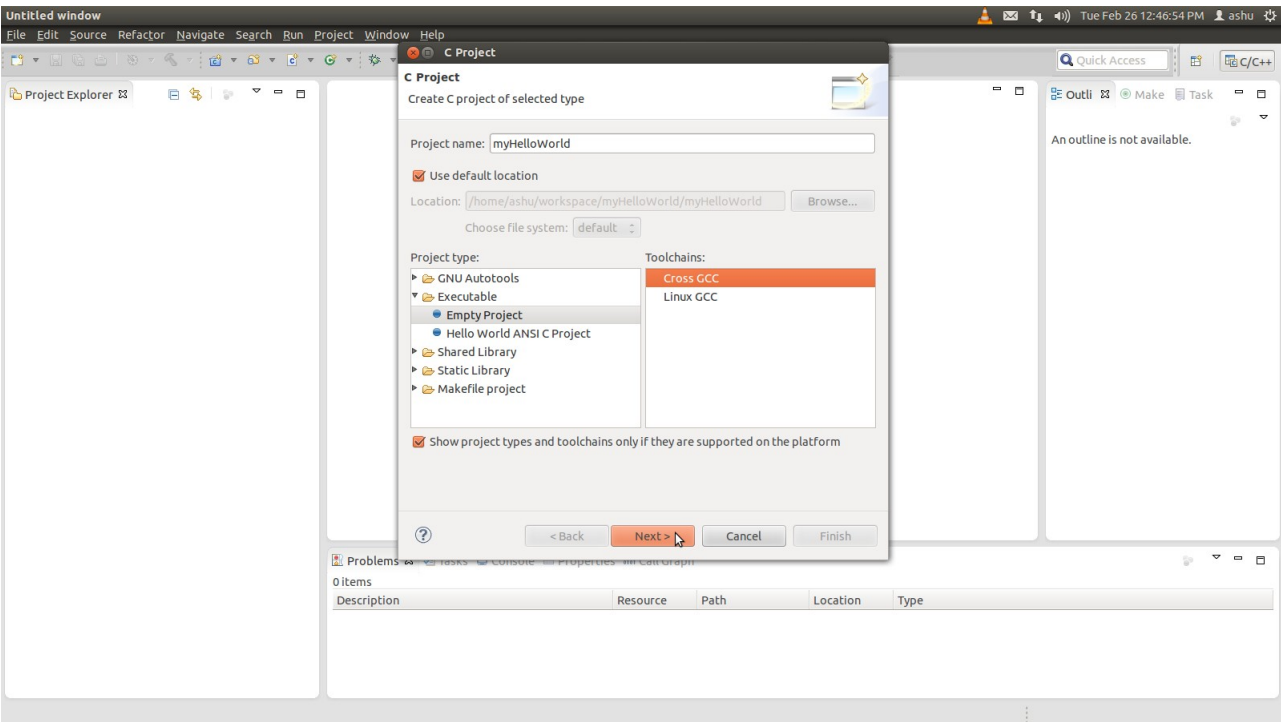 Untitled window
Tue Feb 26 12:46:54 PM ashu
File Edit Source Refactor Navigate Search Run Project Window Help
C Project
Quick Access
C/C++
C Project
Create C project of selected type
Project Explorer
Outli Make Task
An outline is not available.
Project name: myHelloWorld
Use default location
Location: /home/ashu/workspace/myHelloWorld/myHelloWorld Browse...
Choose file system: default
Project type: Toolchains:
GNU Autotools Cross GCC
Executable Linux GCC
Empty Project
Hello World ANSI C Project
Shared Library
Static Library
Makefile project
Show project types and toolchains only if they are supported on the platform
< Back Next > Cancel Finish
Problems Tasks Console Properties Call Graph
0 items
Description Resource Path Location Type